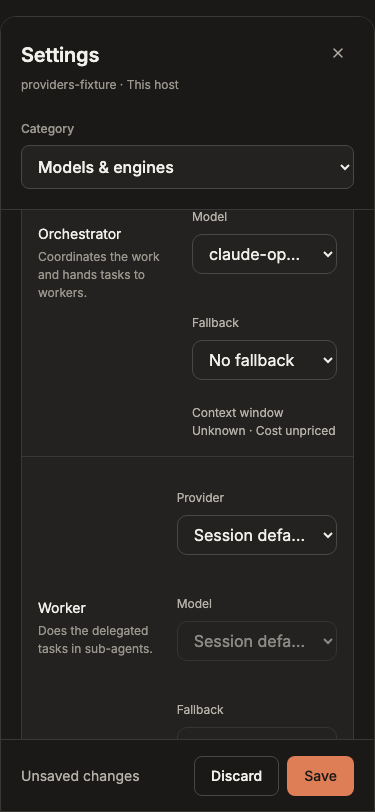 Settings
providers-fixture · This host
Category
Models & engines
Model
Orchestrator
Coordinates the work
and hands tasks to
workers.
claude-op...
Fallback
No fallback
Context window
Unknown · Cost unpriced
Provider
Session defa...
Worker
Does the delegated
tasks in sub-agents.
Model
Session defa...
Fallback
Unsaved changes
Discard
Save